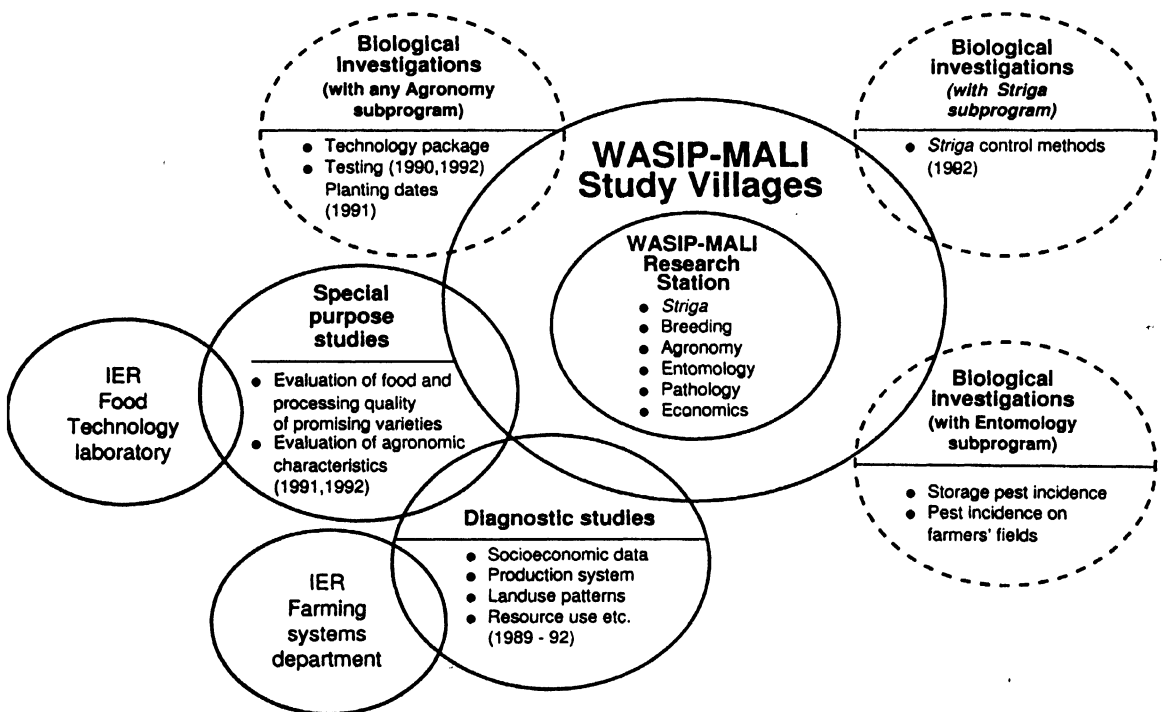 Biological
Investigations
(with any Agronomy
subprogram)
● Technology package
● Testing (1990,1992)
Planting dates
(1991)
Biological
investigations
(with Striga
subprogram)
● Striga control methods
(1992)
WASIP-MALI
Study Villages
WASIP-MALI
Research
Station
● Striga
● Breeding
● Agronomy
● Entomology
● Pathology
● Economics
Special
purpose
studies
● Evaluation of food and
processing quality
of promising varieties
● Evaluation of agronomic
characteristics
(1991,1992)
IER
Food
Technology
laboratory
Biological
investigations
(with Entomology
subprogram)
● Storage pest incidence
● Pest incidence on
farmers' fields
Diagnostic studies
● Socioeconomic data
● Production system
● Landuse patterns
● Resource use etc.
(1989 - 92)
IER
Farming
systems
department